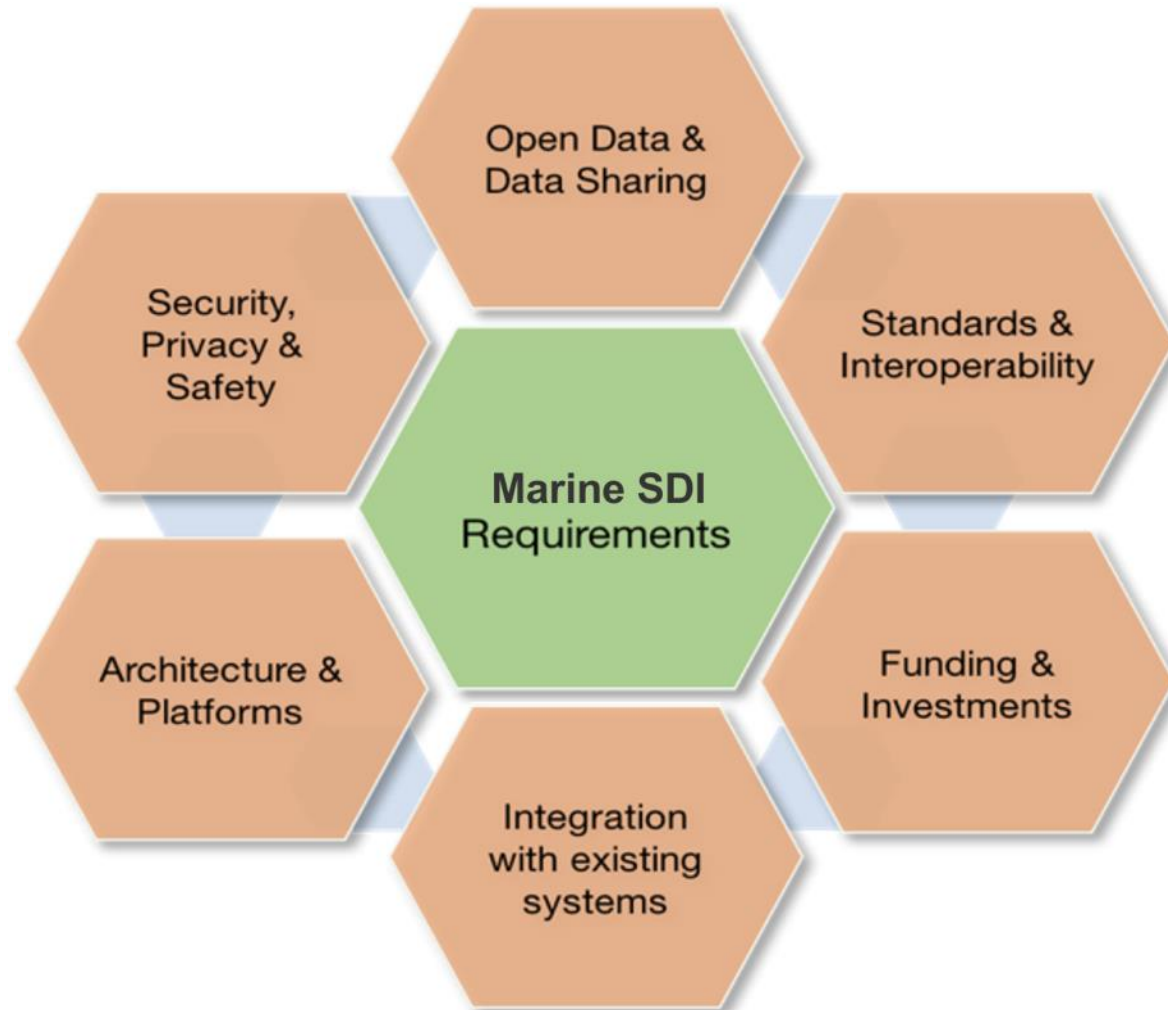 Open Data &
Data Sharing
Security,
Privacy &
Safety
Standards &
Interoperability
Marine SDI
Requirements
Architecture &
Platforms
Funding &
Investments
Integration
with existing
systems